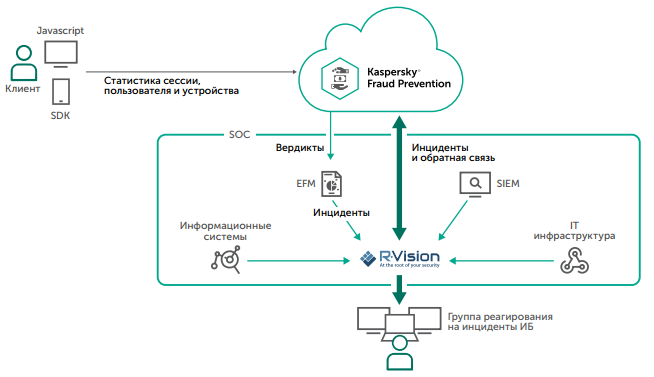 Javascript
Клиент
SDK
Статистика сессии,
пользователя и устройства
Kaspersky
Fraud Prevention
SOC
Вердикты
Инциденты
и обратная связь
EFM
SIEM
Инциденты
Информационные
системы
IT
инфраструктура
R·Vision
At the root of your security
Группа реагирования
на инциденты ИБ